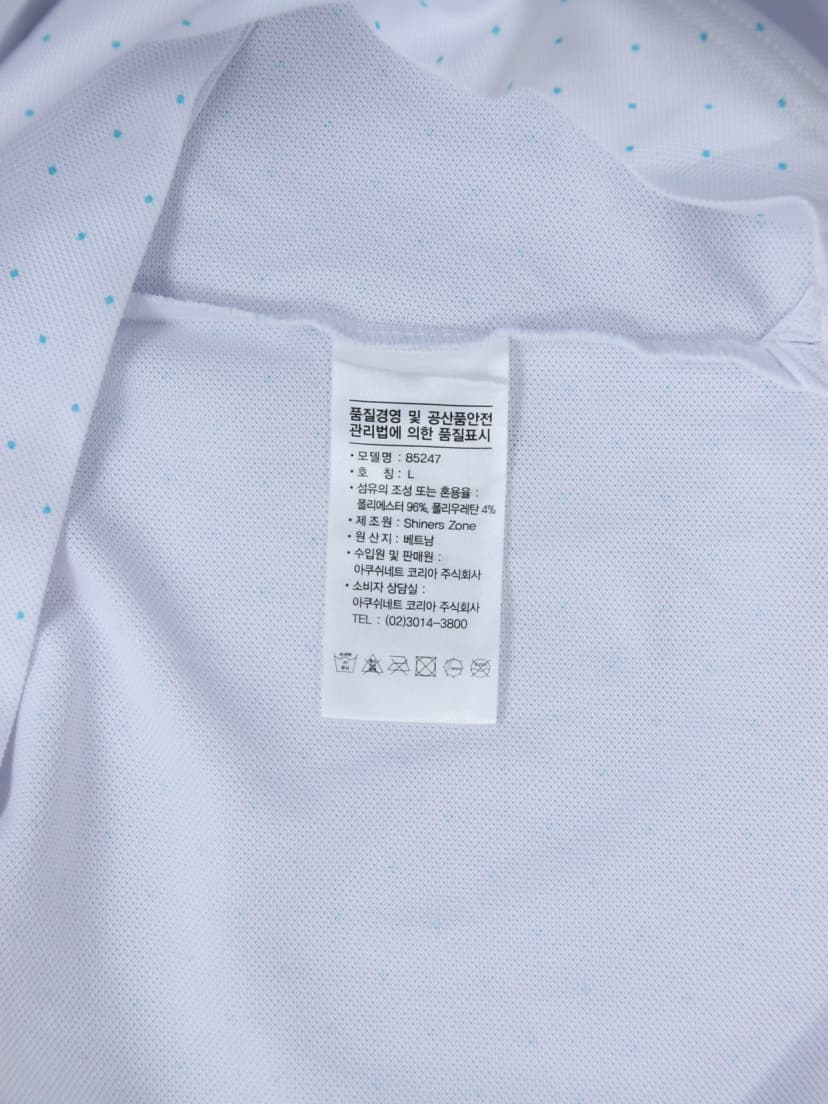 품질경영 및 공산품안전
관리법에 의한 품질표시
• 모델명 : 85247
• 호 칭 : L
• 섬유의 조성 또는 혼용율 :
폴리에스터 96%, 폴리우레탄 4%
• 제 조 원 : Shiners Zone
• 원 산 지 : 베트남
• 수입원 및 판매원 :
아쿠쉬네트 코리아 주식회사
• 소비자 상담실 :
아쿠쉬네트 코리아 주식회사
TEL : (02)3014-3800